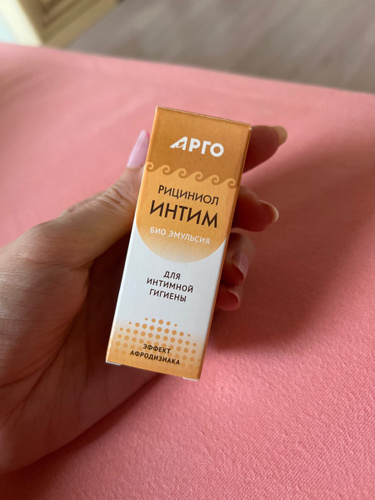 АРГО
РИЦИНИОЛ
ИНТИМ
БИО ЭМУЛЬСИЯ
ДЛЯ
ИНТИМНОЙ
ГИГИЕНЫ
ЭФФЕКТ
АФРОДИЗИАКА